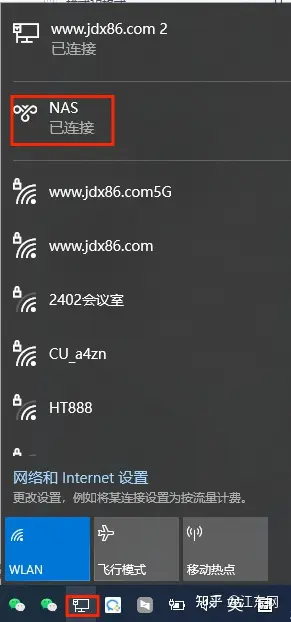 www.jdx86.com 2
已连接
NAS
已连接
www.jdx86.com5G
www.jdx86.com
2402会议室
CU_a4zn
HT888
网络和 Internet 设置
更改设置，例如将某连接设置为按流量计费。
WLAN
飞行模式
移动热点
知乎 @江东网
英